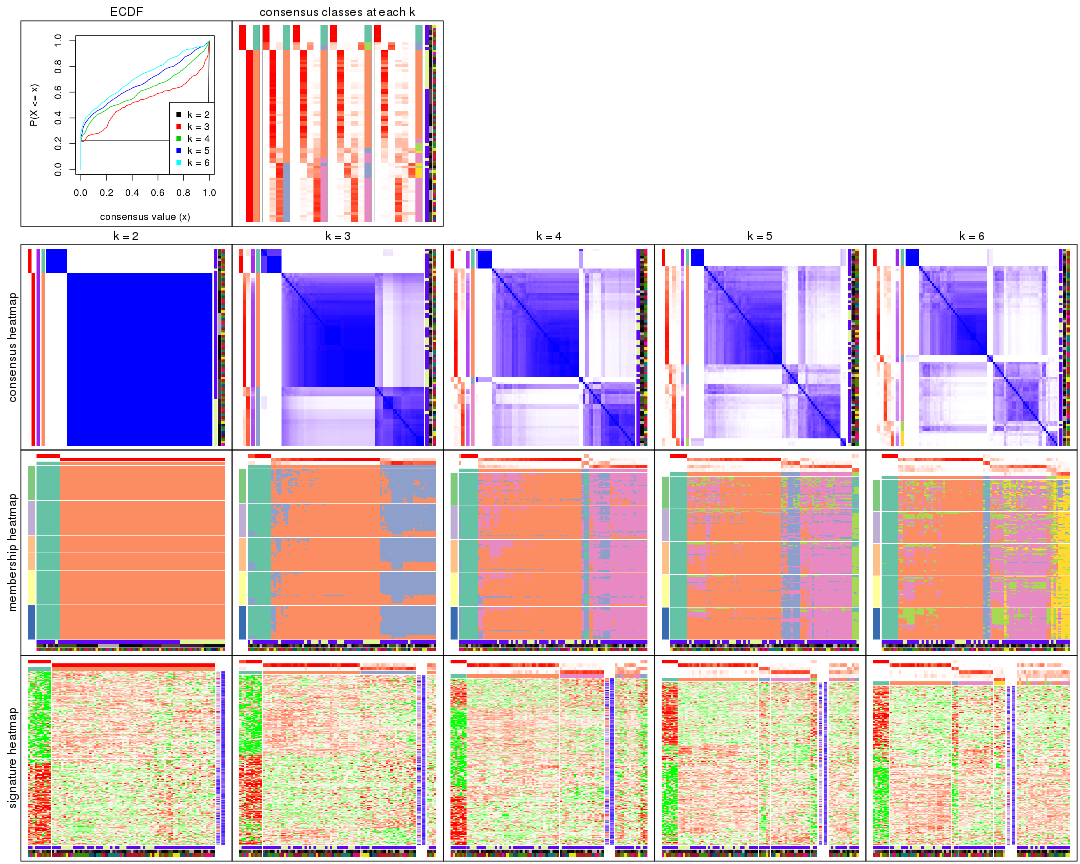 ECDF
consensus classes at each k
P(X <= x)
0.0 0.2 0.4 0.6 0.8 1.0
k = 2
k = 3
k = 4
k = 5
k = 6
0.0 0.2 0.4 0.6 0.8 1.0
consensus value (x)
k = 2
k = 3
k = 4
k = 5
k = 6
consensus heatmap
membership heatmap
signature heatmap